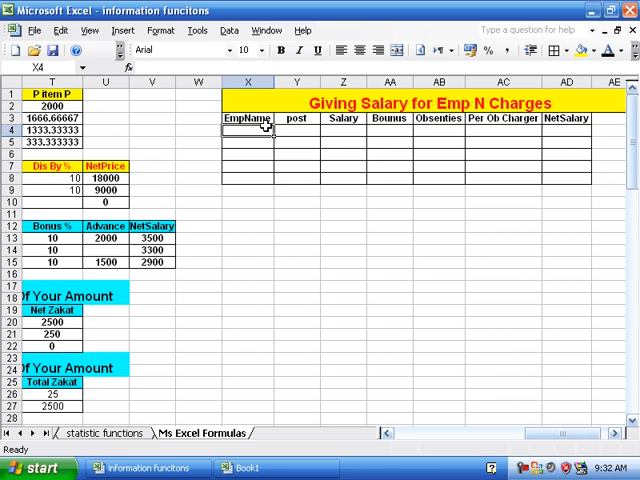 Microsoft Excel - information funcitons
File Edit View Insert Format Tools Data Window Help Type a question for help
Arial 10 B I U
X4 fx
T U V W X Y Z AA AB AC AD AE
1 P item P Giving Salary for Emp N Charges
2 2000
3 1666.66667 EmpName post Salary Bounus Obsenties Per Ob Charger NetSalary
4 1333.33333
5 333.333333
6
7 Dis By % NetPrice
8 10 18000
9 10 9000
10 0
11
12 Bonus % Advance NetSalary
13 10 2000 3500
14 10 3300
15 10 1500 2900
16
17
18 Of Your Amount
19 Net Zakat
20 2500
21 250
22 0
23
24 Of Your Amount
25 Total Zakat
26 25
27 2500
28
statistic functions Ms Excel Formulas
Ready
start information funcitons Book1 9:32 AM